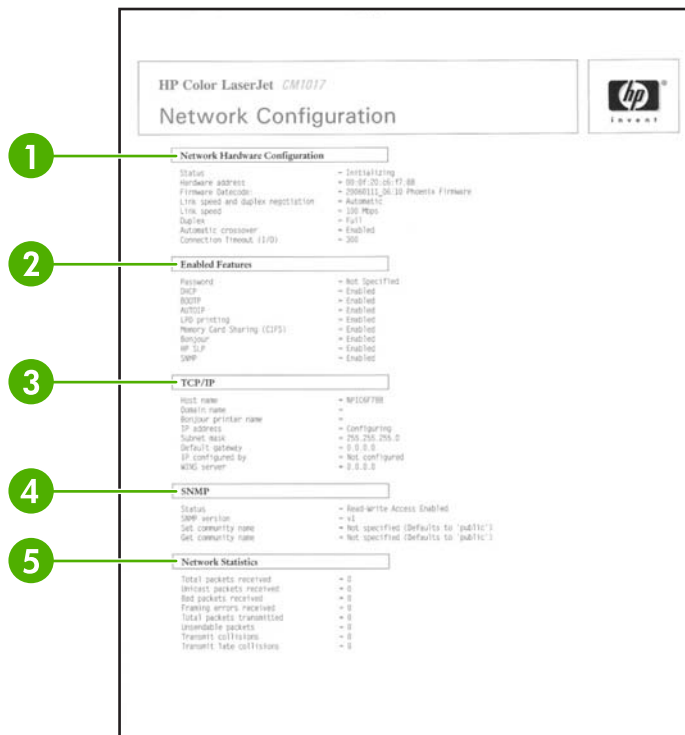 HP Color LaserJet CM1017
Network Configuration
hp
invent
1
Network Hardware Configuration
Status = Initializing
Hardware address = 00:0f:20:c6:f7:88
Firmware Datecode: = 20060111_06:10 Phoenix Firmware
Link speed and duplex negotiation = Automatic
Link speed = 100 Mbps
Duplex = Full
Automatic crossover = Enabled
Connection Timeout (I/O) = 300
2
Enabled Features
Password = Not Specified
DHCP = Enabled
BOOTP = Enabled
AUTOIP = Enabled
LPD printing = Enabled
Memory Card Sharing (CIFS) = Enabled
Bonjour = Enabled
HP SLP = Enabled
SNMP = Enabled
3
TCP/IP
Host name = NPIC6F788
Domain name =
Bonjour printer name =
IP address = Configuring
Subnet mask = 255.255.255.0
Default gateway = 0.0.0.0
IP configured by = Not configured
WINS server = 0.0.0.0
4
SNMP
Status = Read-Write Access Enabled
SNMP version = v1
Set community name = Not specified (Defaults to 'public')
Get community name = Not specified (Defaults to 'public')
5
Network Statistics
Total packets received = 0
Unicast packets received = 0
Bad packets received = 0
Framing errors received = 0
Total packets transmitted = 0
Unsendable packets = 0
Transmit collisions = 0
Transmit late collisions = 0